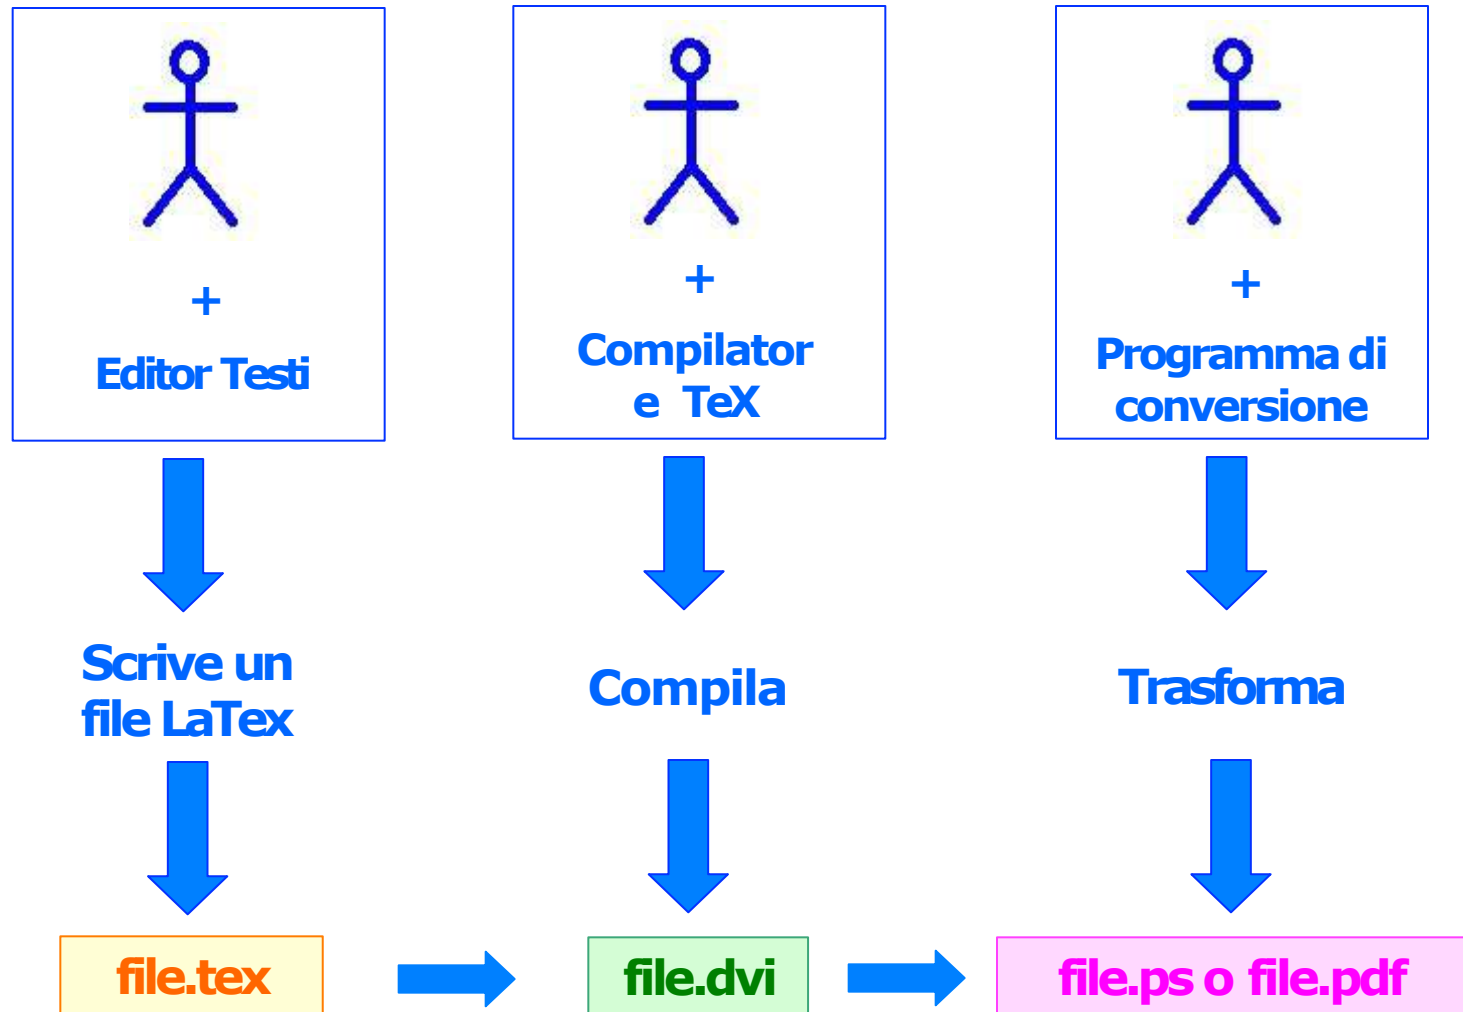 +
Editor Testi
+
Compilator
e TeX
+
Programma di
conversione
Scrive un
file LaTex
Compila
Trasforma
file.tex
file.dvi
file.ps o file.pdf